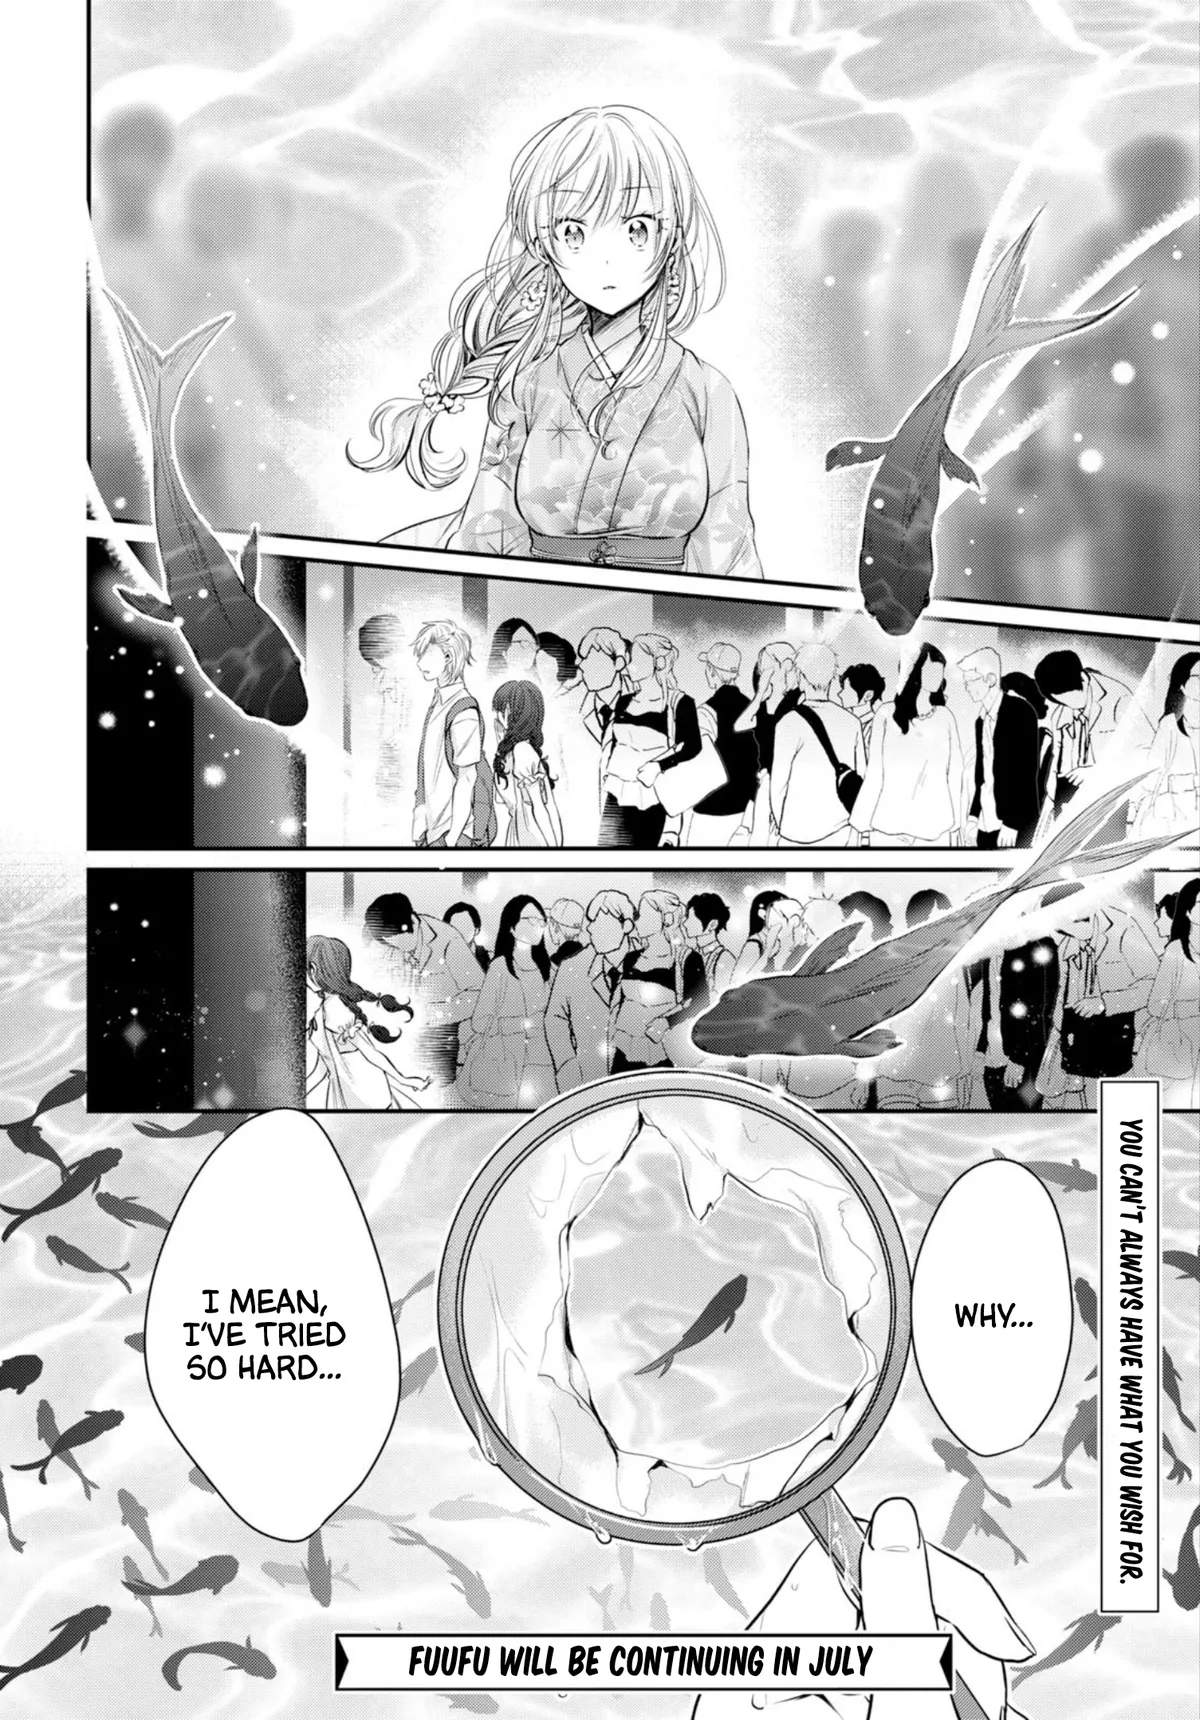 YOU CAN'T ALWAYS HAVE WHAT YOU WISH FOR.
WHY...
I MEAN,
I'VE TRIED
SO HARD...
FUUFU WILL BE CONTINUING IN JULY